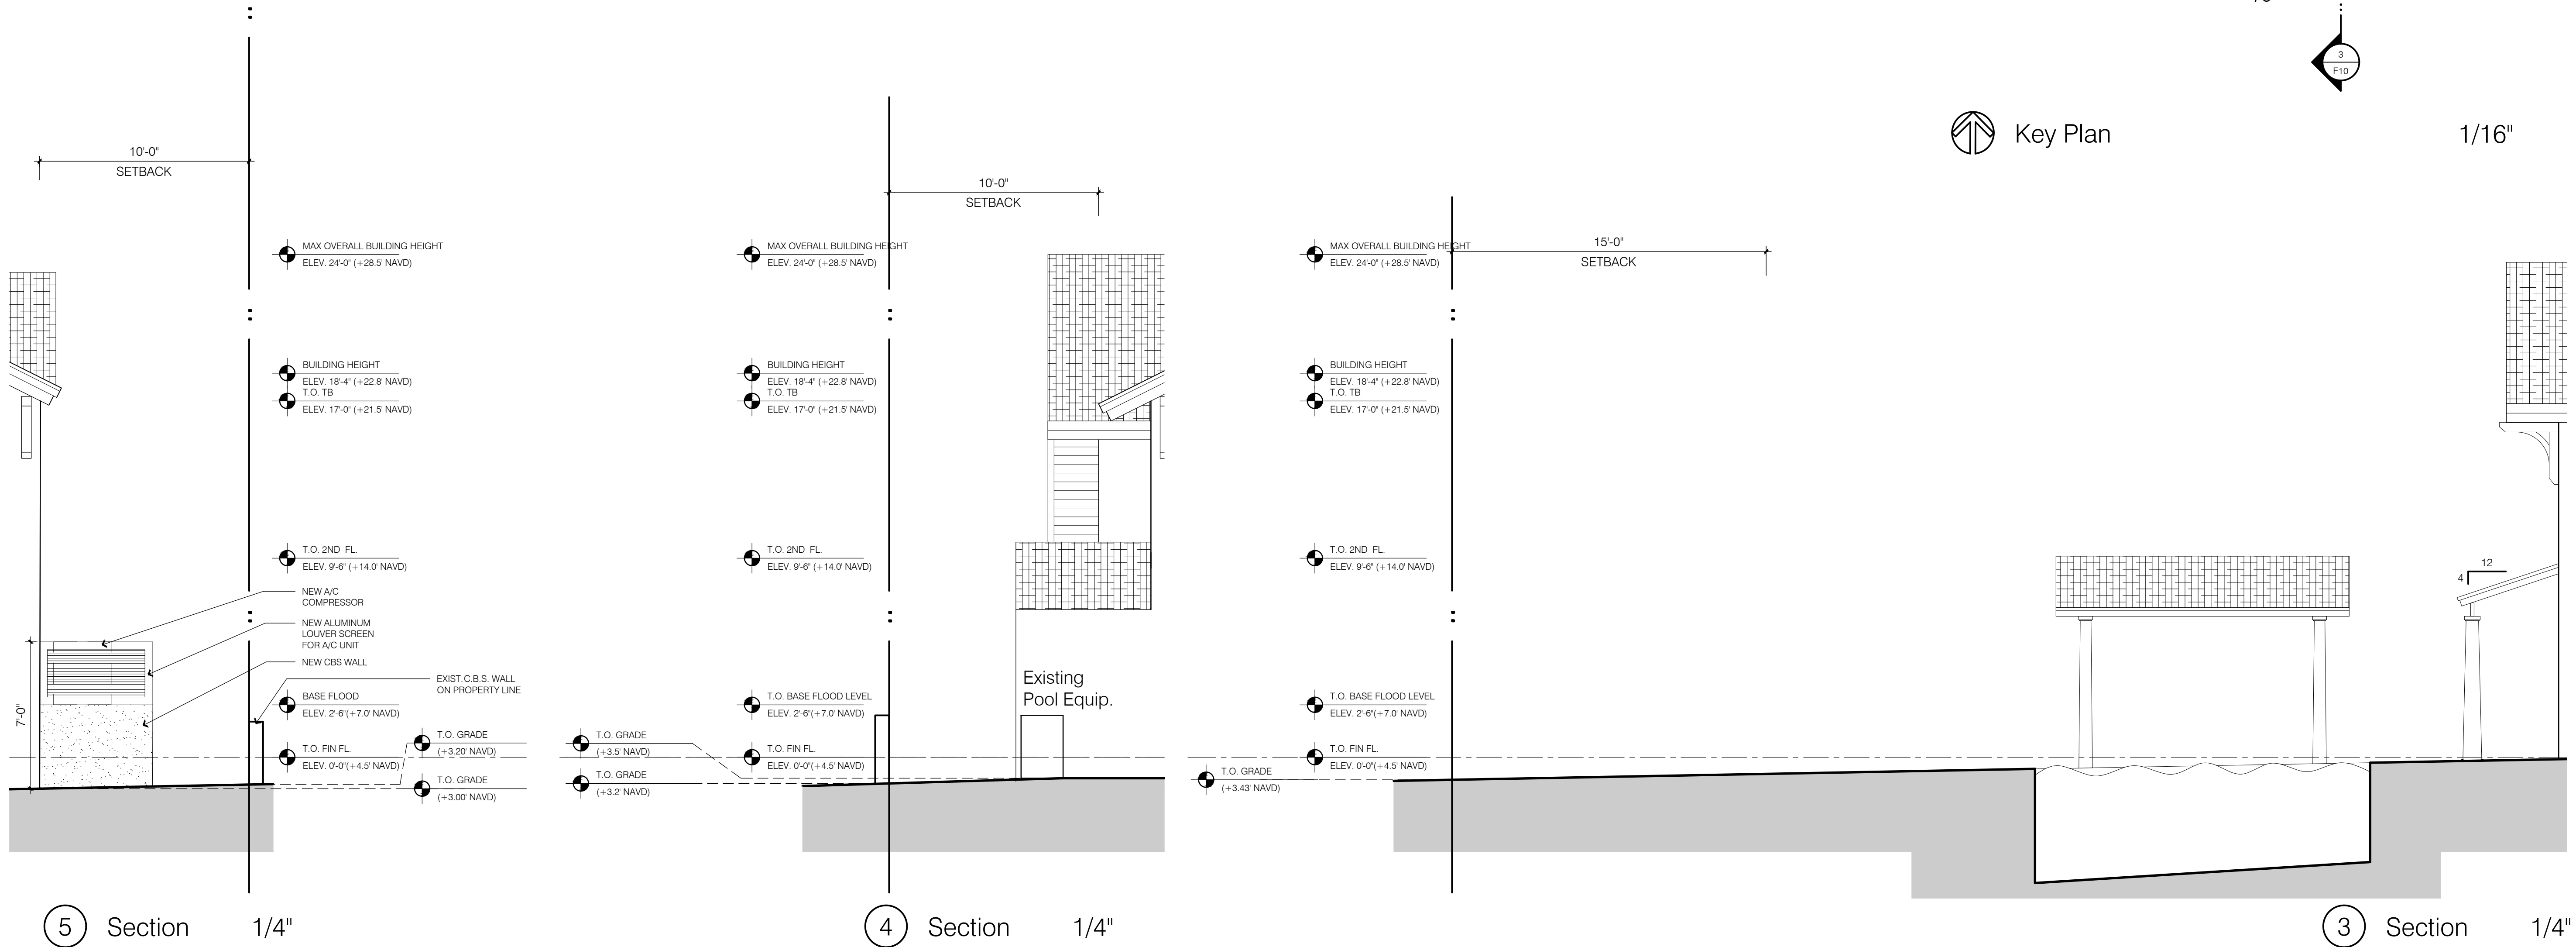 3
F10
Key Plan
1/16"
10'-0"
SETBACK
MAX OVERALL BUILDING HEIGHT
ELEV. 24'-0" (+28.5' NAVD)
BUILDING HEIGHT
ELEV. 18'-4" (+22.8' NAVD)
T.O. TB
ELEV. 17'-0" (+21.5' NAVD)
T.O. 2ND FL.
ELEV. 9'-6" (+14.0' NAVD)
NEW A/C
COMPRESSOR
NEW ALUMINUM
LOUVER SCREEN
FOR A/C UNIT
NEW CBS WALL
EXIST.C.B.S. WALL
ON PROPERTY LINE
7'-0"
BASE FLOOD
ELEV. 2'-6"(+7.0' NAVD)
T.O. FIN FL.
ELEV. 0'-0"(+4.5' NAVD)
T.O. GRADE
(+3.20' NAVD)
T.O. GRADE
(+3.00' NAVD)
5 Section 1/4"
10'-0"
SETBACK
MAX OVERALL BUILDING HEIGHT
ELEV. 24'-0" (+28.5' NAVD)
BUILDING HEIGHT
ELEV. 18'-4" (+22.8' NAVD)
T.O. TB
ELEV. 17'-0" (+21.5' NAVD)
T.O. 2ND FL.
ELEV. 9'-6" (+14.0' NAVD)
Existing
Pool Equip.
T.O. BASE FLOOD LEVEL
ELEV. 2'-6"(+7.0' NAVD)
T.O. GRADE
(+3.5' NAVD)
T.O. FIN FL.
ELEV. 0'-0"(+4.5' NAVD)
T.O. GRADE
(+3.2' NAVD)
4 Section 1/4"
15'-0"
SETBACK
MAX OVERALL BUILDING HEIGHT
ELEV. 24'-0" (+28.5' NAVD)
BUILDING HEIGHT
ELEV. 18'-4" (+22.8' NAVD)
T.O. TB
ELEV. 17'-0" (+21.5' NAVD)
T.O. 2ND FL.
ELEV. 9'-6" (+14.0' NAVD)
12
4
T.O. BASE FLOOD LEVEL
ELEV. 2'-6"(+7.0' NAVD)
T.O. FIN FL.
ELEV. 0'-0"(+4.5' NAVD)
T.O. GRADE
(+3.43' NAVD)
3 Section 1/4"